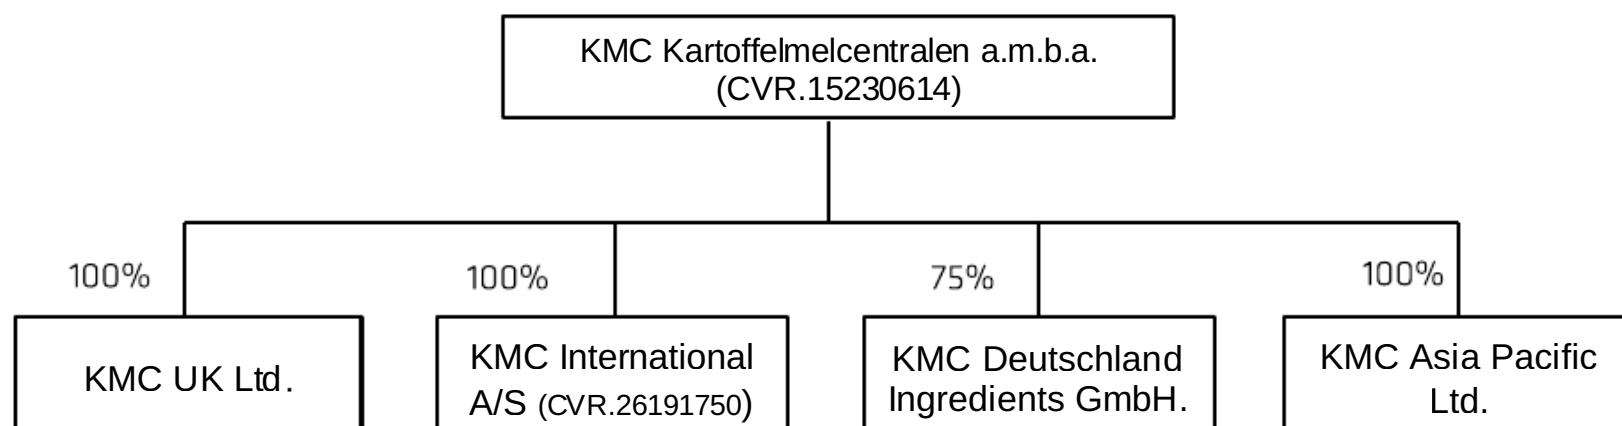 KMC Kartoffelmelcentralen a.m.b.a.
(CVR.15230614)
100%
100%
75%
100%
KMC UK Ltd.
KMC International
A/S (CVR.26191750)
KMC Deutschland
Ingredients GmbH.
KMC Asia Pacific
Ltd.